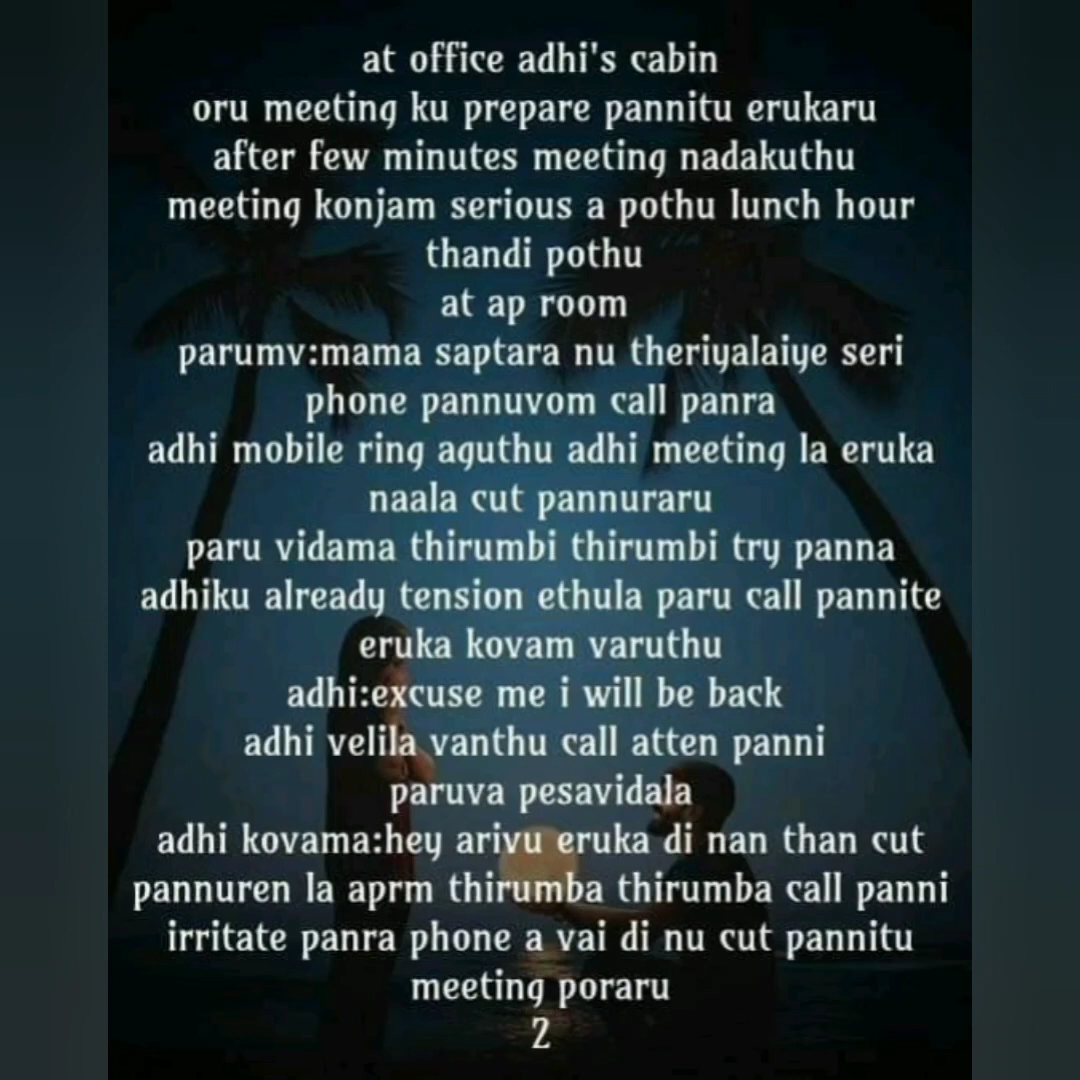 at office adhi's cabin
oru meeting ku prepare pannitu erukaru
after few minutes meeting nadakuthu
meeting konjam serious a pothu lunch hour
thandi pothu
at ap room
parumv:mama saptara nu theriyalaiye seri
phone pannuvom call panra
adhi mobile ring aguthu adhi meeting la eruka
naala cut pannuraru
paru vidama thirumbi thirumbi try panna
adhiku already tension ethula paru call pannite
eruka kovam varuthu
adhi:excuse me i will be back
adhi velila vanthu call atten panni
paruva pesavidala
adhi kovama:hey arivu eruka di nan than cut
pannuren la aprm thirumba thirumba call panni
irritate panra phone a vai di nu cut pannitu
meeting poraru
2